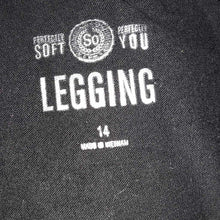 PERFECTLY PERFECTLY
SOFT So YOU
LEGGING
14
MADE IN VIETNAM